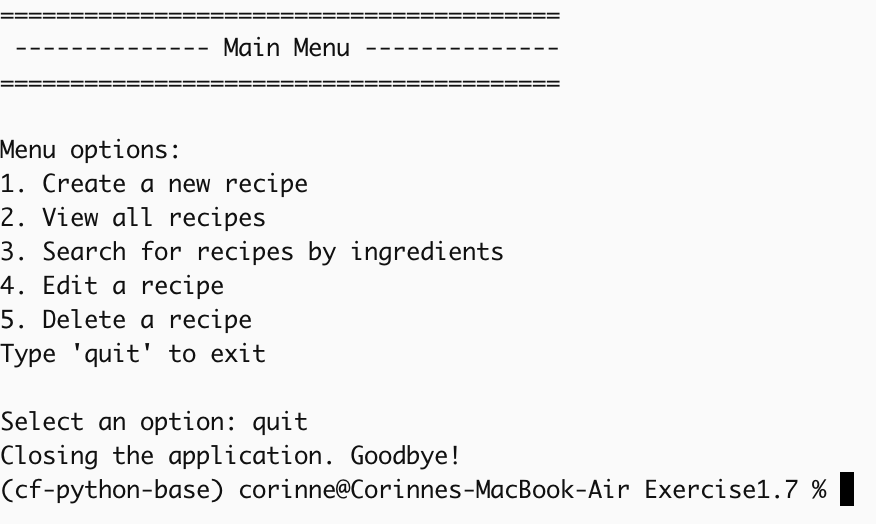 ========================================
-------------- Main Menu --------------
========================================
Menu options:
1. Create a new recipe
2. View all recipes
3. Search for recipes by ingredients
4. Edit a recipe
5. Delete a recipe
Type 'quit' to exit
Select an option: quit
Closing the application. Goodbye!
(cf-python-base) corinne@Corinnes-MacBook-Air Exercise1.7 %